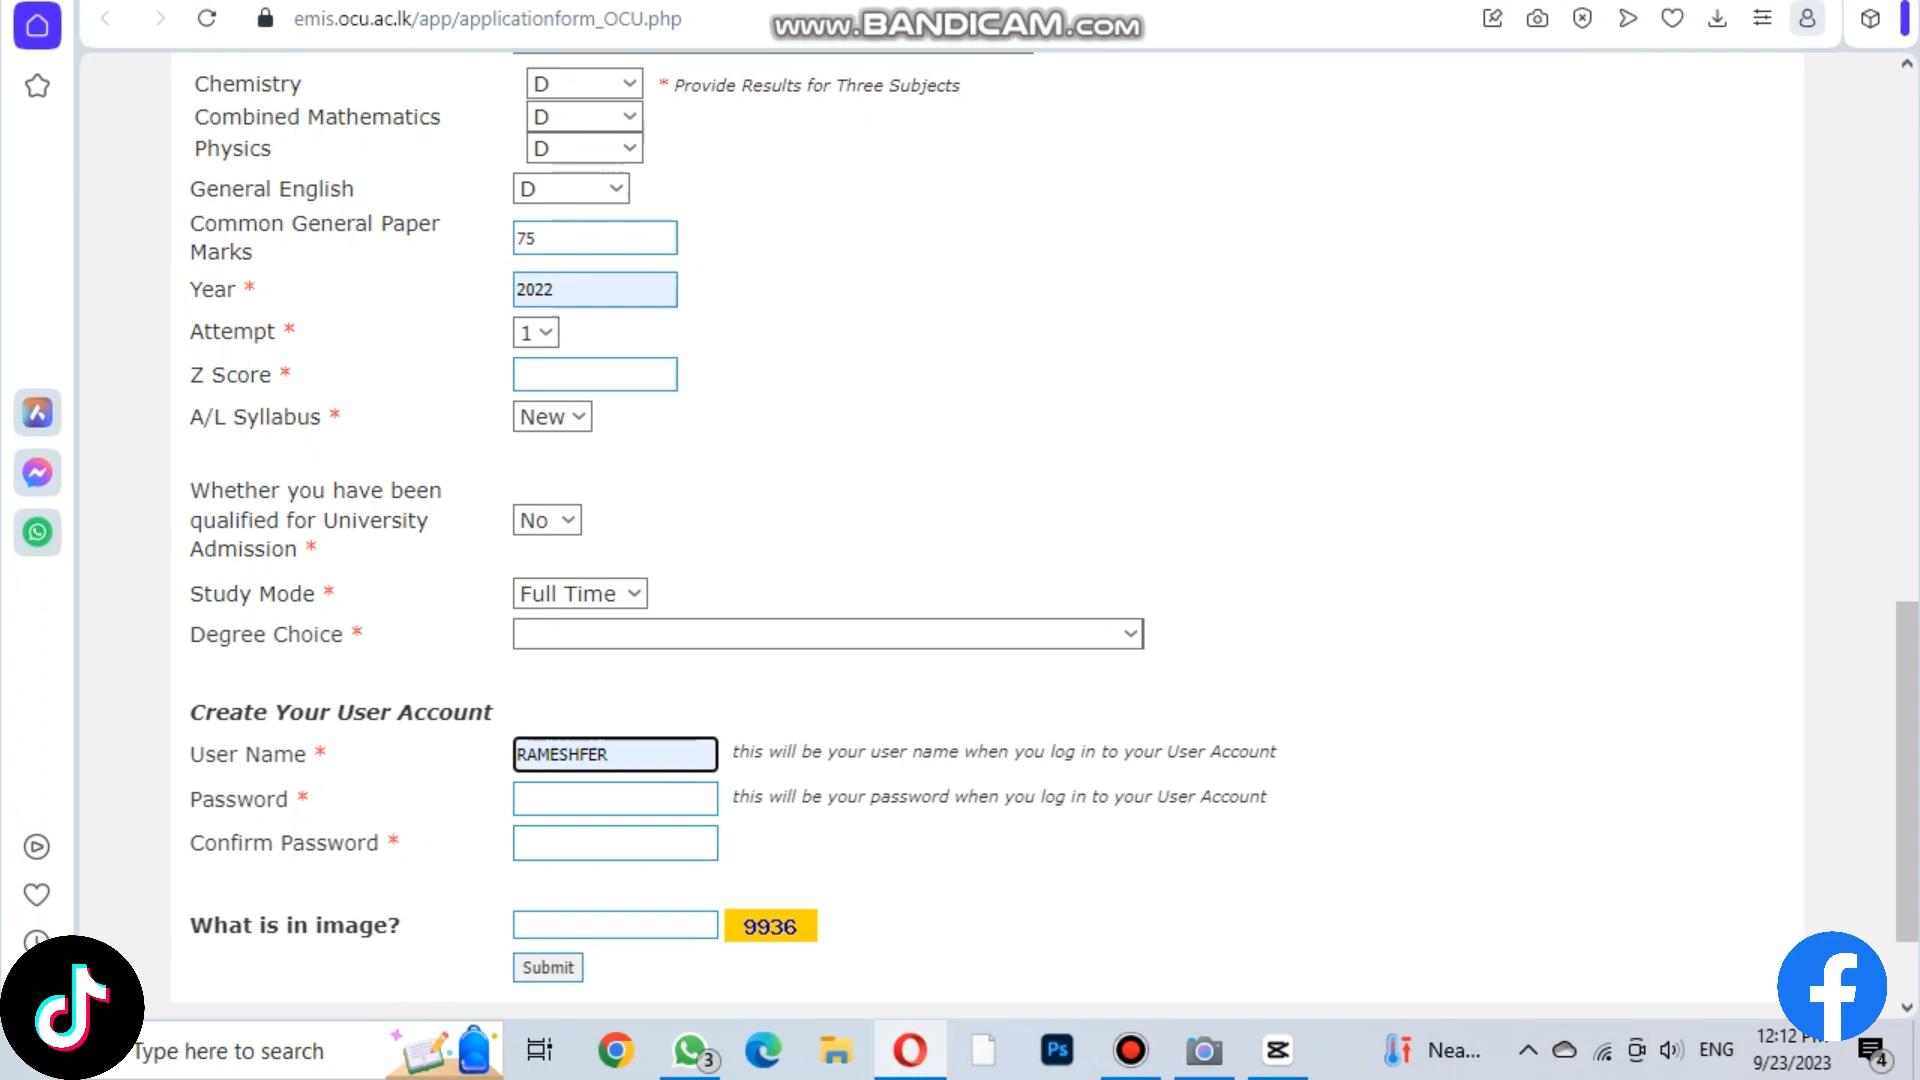 emis.ocu.ac.lk/app/applicationform_OCU.php
www.BANDICAM.com
Chemistry D * Provide Results for Three Subjects
Combined Mathematics D
Physics D
General English D
Common General Paper
Marks 75
Year * 2022
Attempt * 1
Z Score *
A/L Syllabus * New
Whether you have been
qualified for University
Admission * No
Study Mode * Full Time
Degree Choice *
Create Your User Account
User Name * RAMESHFER this will be your user name when you log in to your User Account
Password * this will be your password when you log in to your User Account
Confirm Password *
What is in image? 9936
Submit
Type here to search
3
Ps
Nea...
ENG
12:12
9/23/2023
4